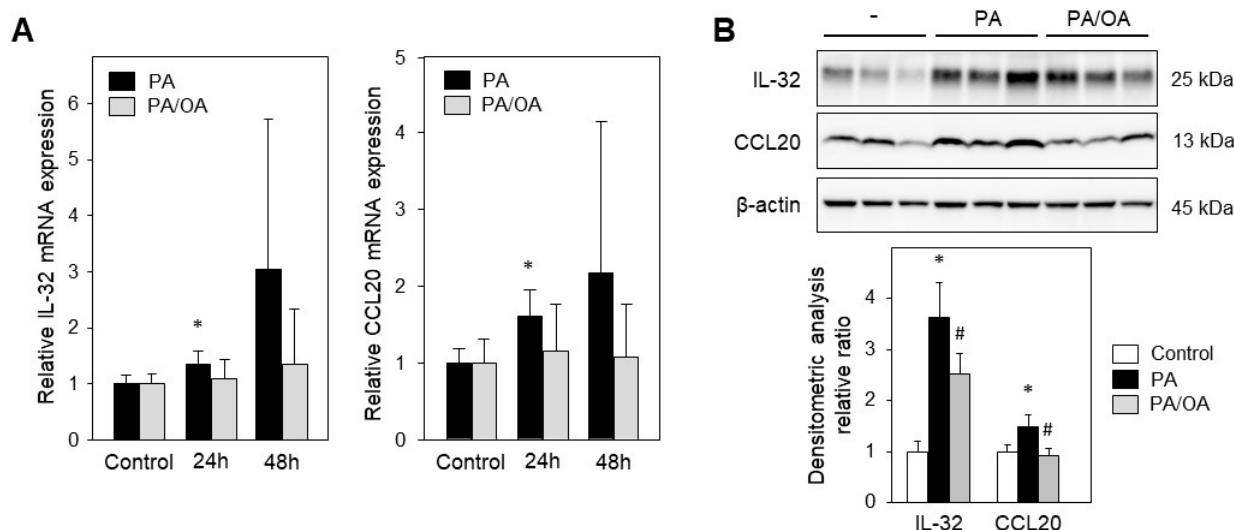 A
Relative IL-32 mRNA expression
6
5
4
3
2
1
0
PA
PA/OA
*
Control 24h 48h
Relative CCL20 mRNA expression
5
4
3
2
1
0
PA
PA/OA
*
Control 24h 48h
B
- PA PA/OA
IL-32 25 kDa
CCL20 13 kDa
β-actin 45 kDa
Densitometric analysis
relative ratio
4
3
2
1
0
*
#
*
#
IL-32 CCL20
Control
PA
PA/OA